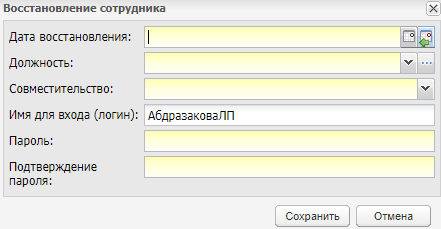 Восстановление сотрудника
Дата восстановления:
Должность:
Совместительство:
Имя для входа (логин): АбдразаковаЛП
Пароль:
Подтверждение
пароля:
Сохранить Отмена